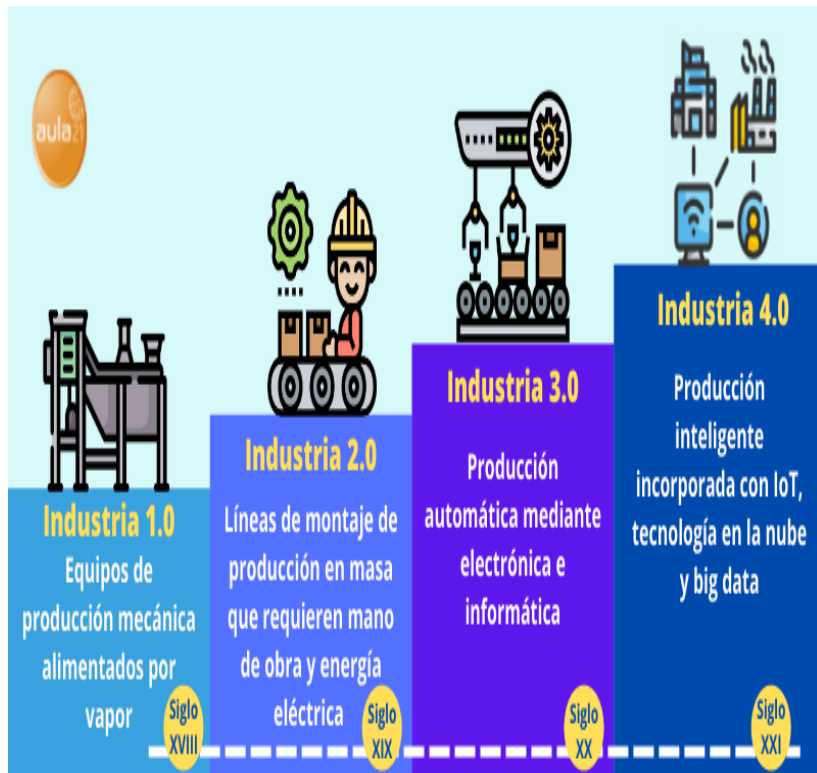 aula21
Industria 1.0
Equipos de
producción mecánica
alimentados por
vapor
Siglo
XVIII
Industria 2.0
Líneas de montaje de
producción en masa
que requieren mano
de obra y energía
eléctrica
Siglo
XIX
Industria 3.0
Producción
automática mediante
electrónica e
informática
Siglo
XX
Industria 4.0
Producción
inteligente
incorporada con IoT,
tecnología en la nube
y big data
Siglo
XXI